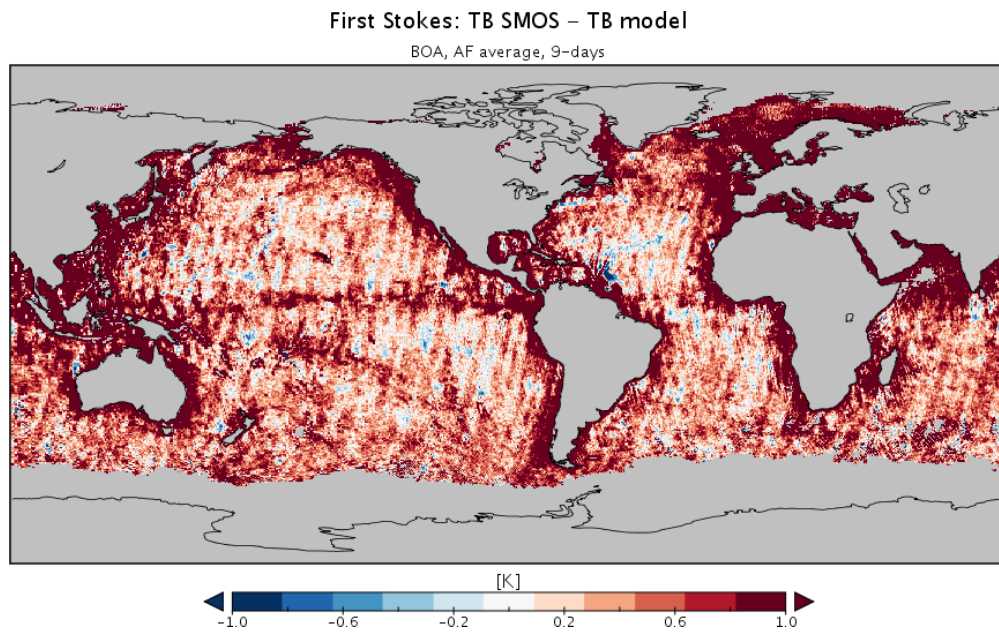 First Stokes: TB SMOS – TB model
BOA, AF average, 9–days
[K]
–1.0 –0.6 –0.2 0.2 0.6 1.0